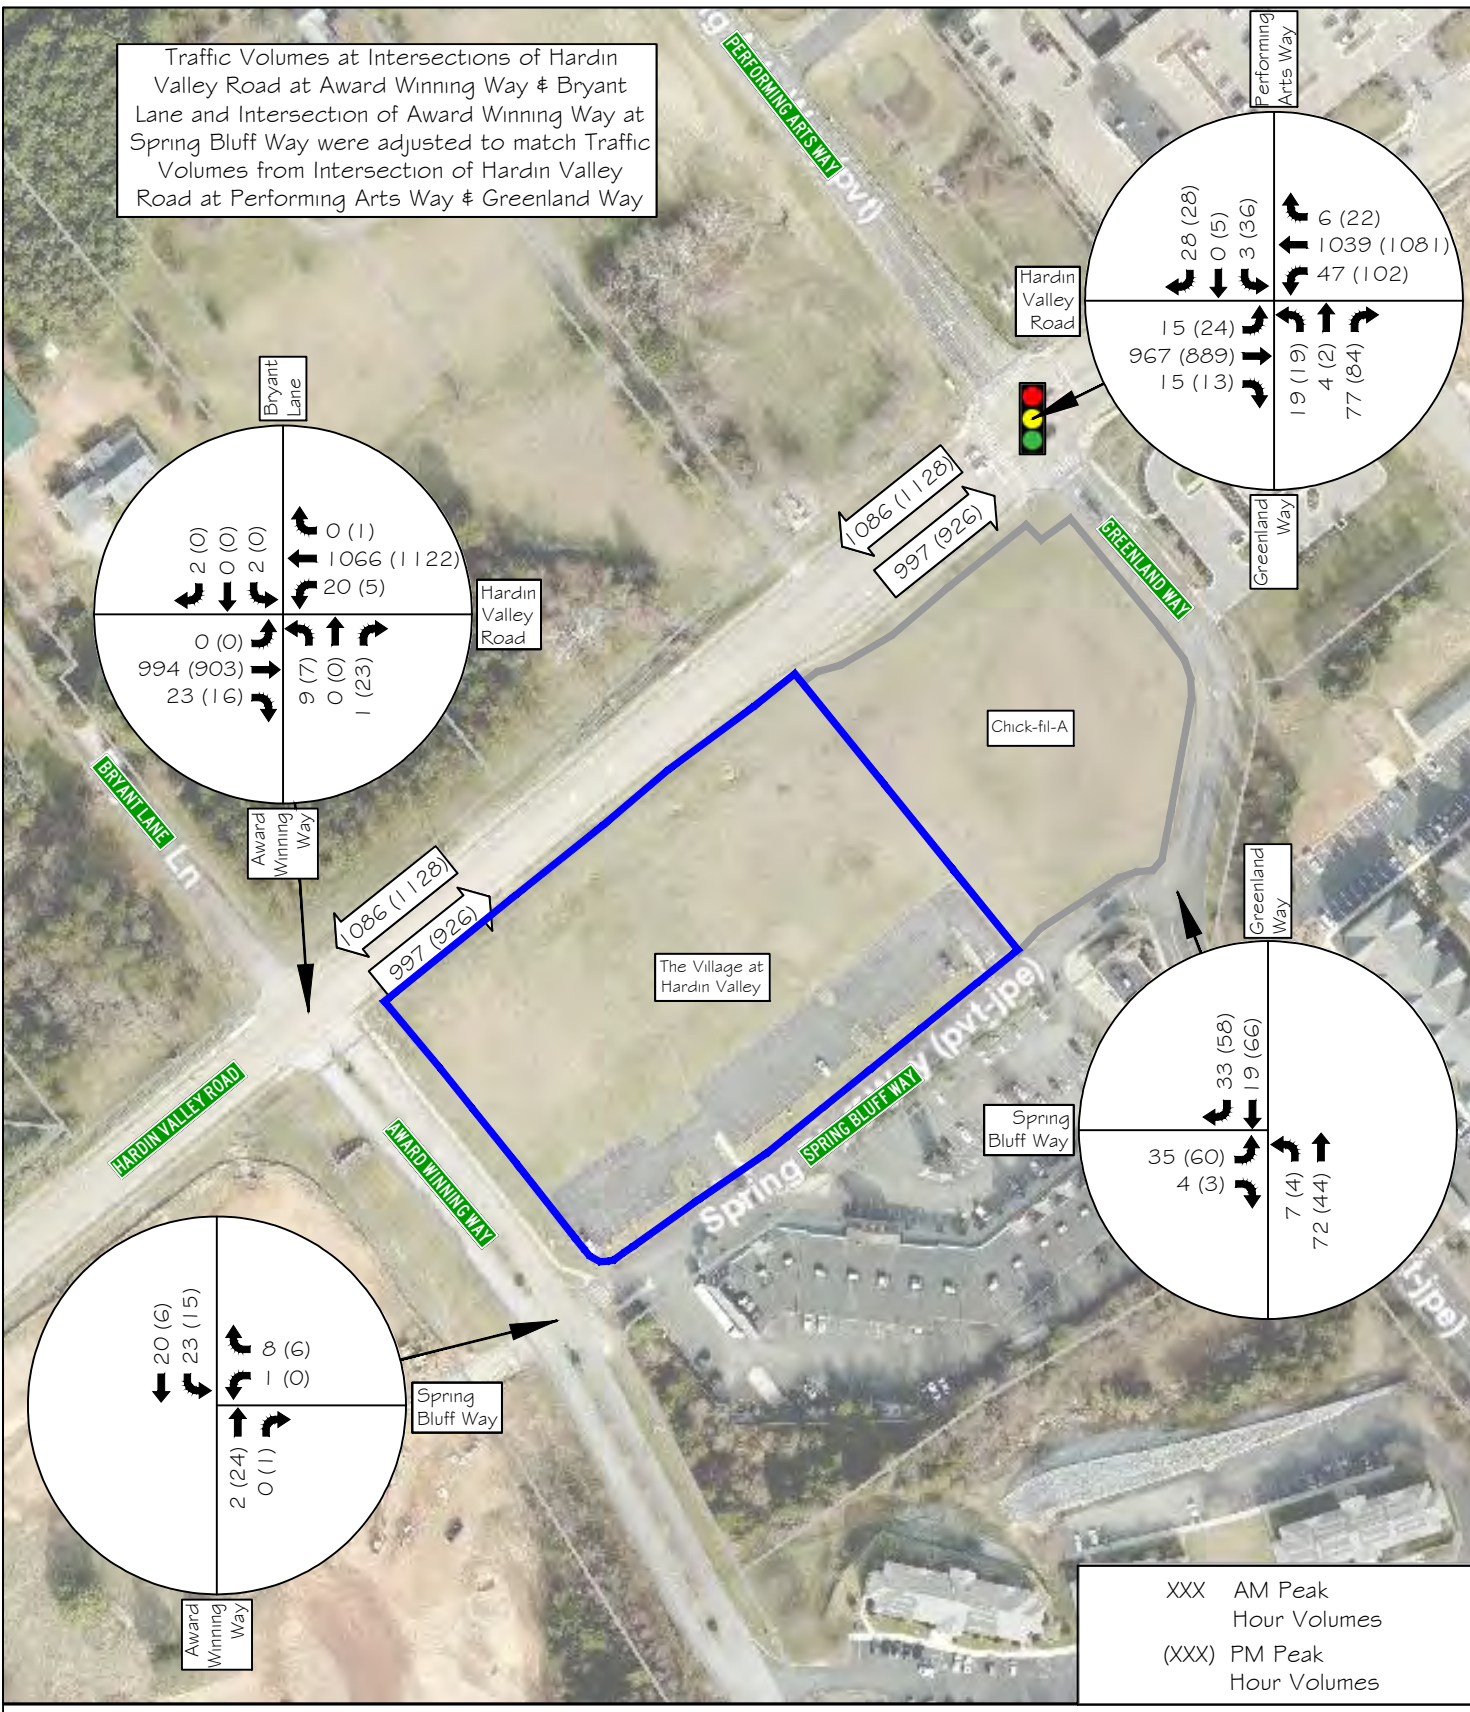 Traffic Volumes at Intersections of Hardin
Valley Road at Award Winning Way & Bryant
Lane and Intersection of Award Winning Way at
Spring Bluff Way were adjusted to match Traffic
Volumes from Intersection of Hardin Valley
Road at Performing Arts Way & Greenland Way
PERFORMING ARTS WAY
(pvt)
Performing
Arts Way
28 (28)
0 (5)
3 (36)
6 (22)
1039 (1081)
47 (102)
Hardin
Valley
Road
15 (24)
967 (889)
15 (13)
19 (19)
4 (2)
77 (84)
Greenland
Way
Bryant
Lane
2 (0)
0 (0)
2 (0)
0 (1)
1066 (1122)
20 (5)
Hardin
Valley
Road
0 (0)
994 (903)
23 (16)
9 (7)
0 (0)
1 (23)
Award
Winning
Way
1086 (1128)
997 (926)
GREENLAND WAY
Chick-fil-A
BRYANT LANE
Ln
1086 (1128)
997 (926)
The Village at
Hardin Valley
HARDIN VALLEY ROAD
AWARD WINNING WAY
SPRING BLUFF WAY
Spring
Way (pvt-jpe)
Greenland
Way
33 (58)
19 (66)
Spring
Bluff Way
35 (60)
4 (3)
7 (4)
72 (44)
t-jpe)
20 (6)
23 (15)
8 (6)
1 (0)
Spring
Bluff Way
2 (24)
0 (1)
Award
Winning
Way
XXX AM Peak
Hour Volumes
(XXX) PM Peak
Hour Volumes